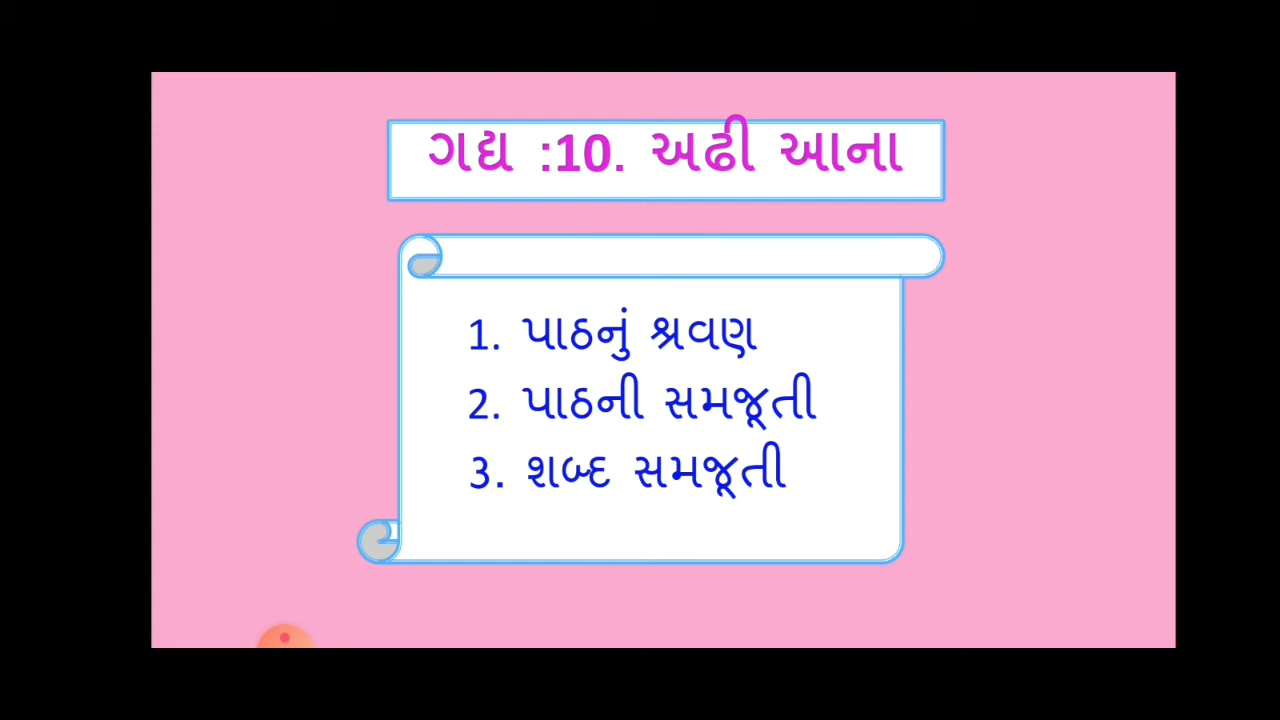 ગદ્ય :10. અઢી આના
1. પાઠનું શ્રવણ
2. પાઠની સમજૂતી
3. શબ્દ સમજૂતી